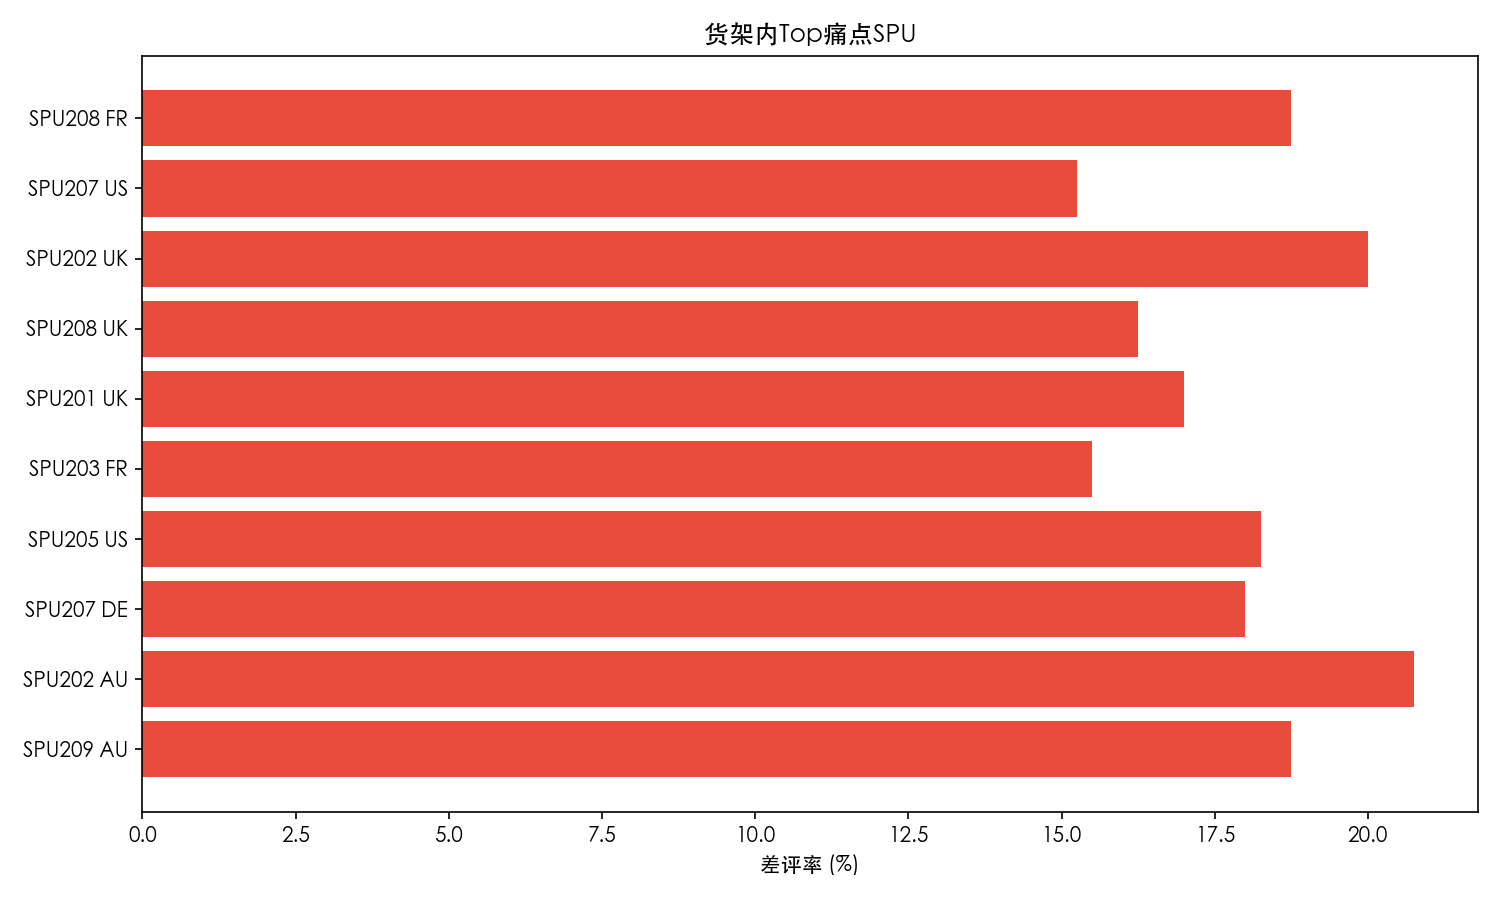 货架内Top痛点SPU
SPU208 FR
SPU207 US
SPU202 UK
SPU208 UK
SPU201 UK
SPU203 FR
SPU205 US
SPU207 DE
SPU202 AU
SPU209 AU
0.0 2.5 5.0 7.5 10.0 12.5 15.0 17.5 20.0
差评率 (%)